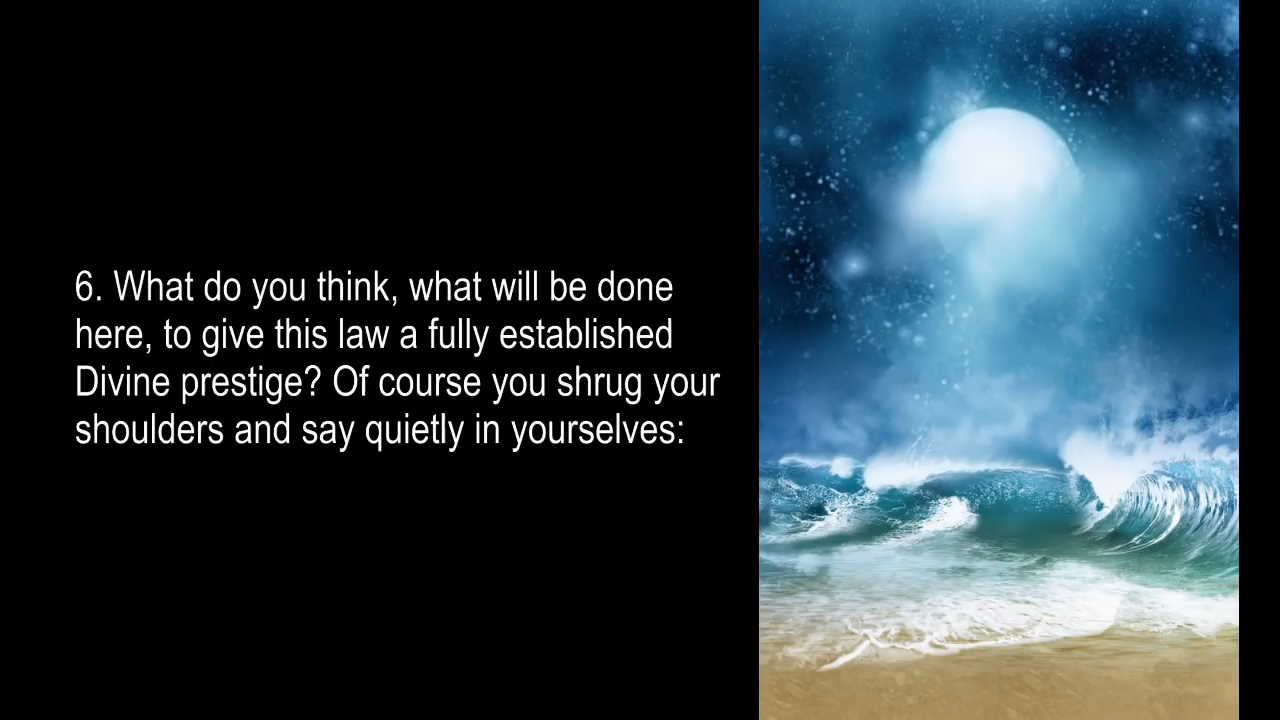 6. What do you think, what will be done
here, to give this law a fully established
Divine prestige? Of course you shrug your
shoulders and say quietly in yourselves: